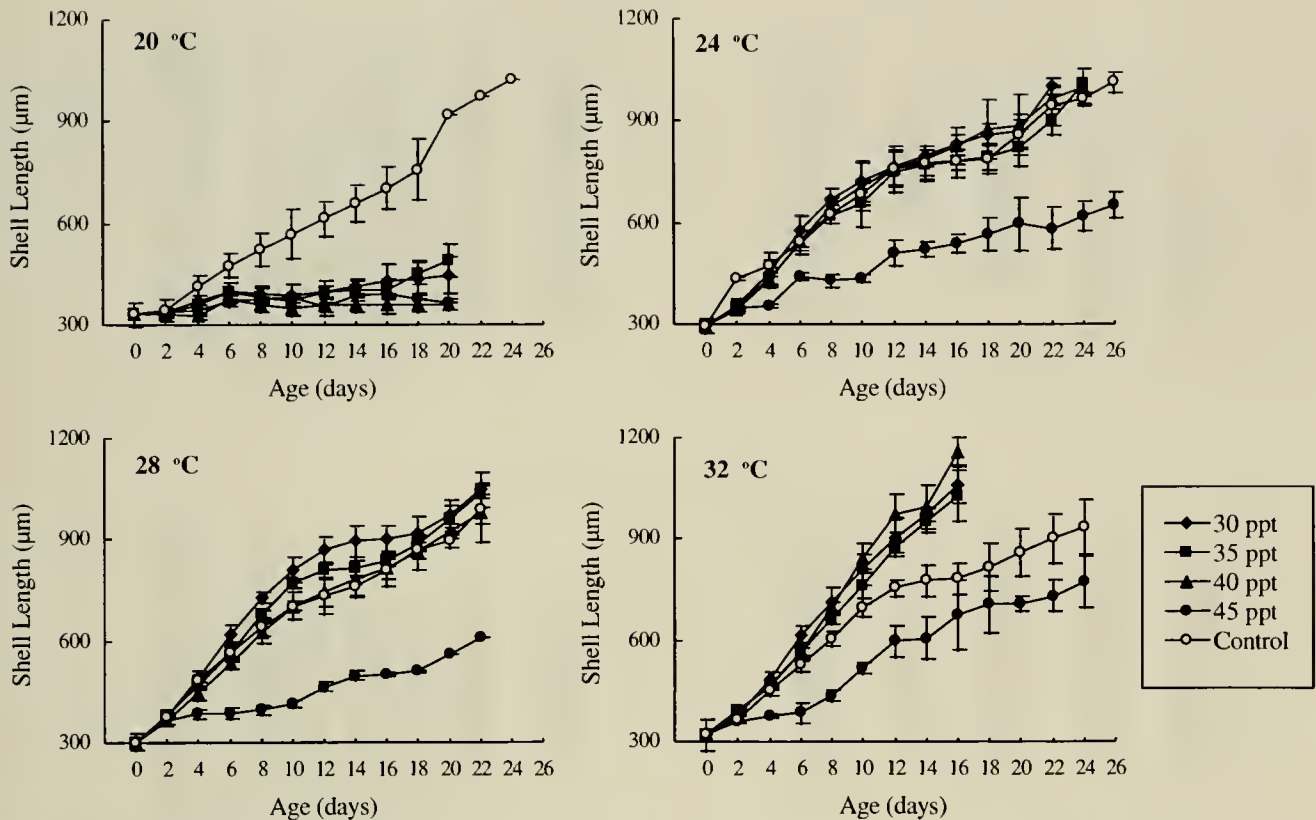 20 °C
Shell Length (µm)
1200
900
600
300
0 2 4 6 8 10 12 14 16 18 20 22 24 26
Age (days)
24 °C
Shell Length (µm)
1200
900
600
300
0 2 4 6 8 10 12 14 16 18 20 22 24 26
Age (days)
28 °C
Shell Length (µm)
1200
900
600
300
0 2 4 6 8 10 12 14 16 18 20 22 24 26
Age (days)
32 °C
Shell Length (µm)
1200
900
600
300
0 2 4 6 8 10 12 14 16 18 20 22 24 26
Age (days)
30 ppt
35 ppt
40 ppt
45 ppt
Control